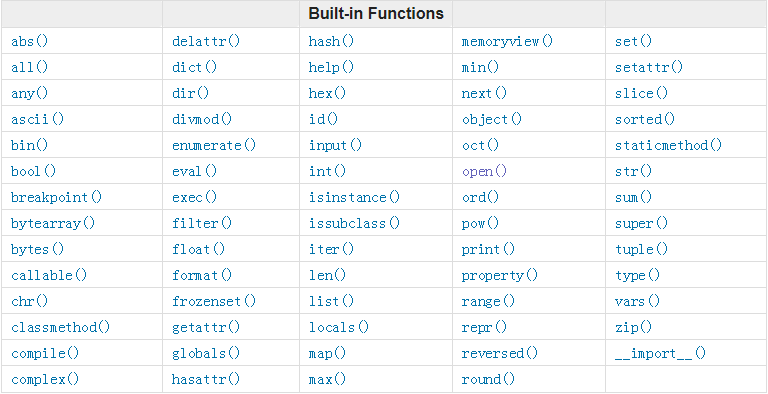 Built-in Functions
abs() delattr() hash() memoryview() set()
all() dict() help() min() setattr()
any() dir() hex() next() slice()
ascii() divmod() id() object() sorted()
bin() enumerate() input() oct() staticmethod()
bool() eval() int() open() str()
breakpoint() exec() isinstance() ord() sum()
bytearray() filter() issubclass() pow() super()
bytes() float() iter() print() tuple()
callable() format() len() property() type()
chr() frozenset() list() range() vars()
classmethod() getattr() locals() repr() zip()
compile() globals() map() reversed() __import__()
complex() hasattr() max() round()